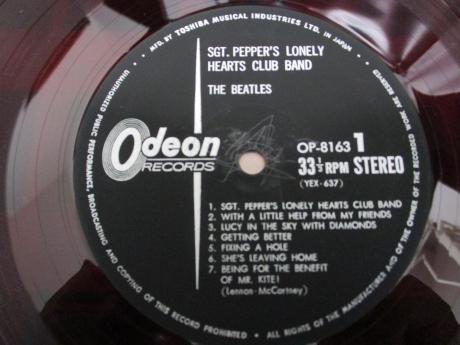 MFD. BY TOSHIBA MUSICAL INDUSTRIES LTD. IN JAPAN • ALL RIGHTS OF THE MANUFACTURER AND OF THE OWNER OF THE RECORDED WORK ARE RESERVED
UNAUTHORIZED PUBLIC PERFORMANCE, BROADCASTING AND COPYING OF THIS RECORD PROHIBITED •
SGT. PEPPER'S LONELY
HEARTS CLUB BAND
THE BEATLES
Odeon
RECORDS
OP-8163 1
33 1/3 RPM STEREO
(YEX-637)
1. SGT. PEPPER'S LONELY HEARTS CLUB BAND
2. WITH A LITTLE HELP FROM MY FRIENDS
3. LUCY IN THE SKY WITH DIAMONDS
4. GETTING BETTER
5. FIXING A HOLE
6. SHE'S LEAVING HOME
7. BEING FOR THE BENEFIT
OF MR. KITE!
(Lennon-McCartney)